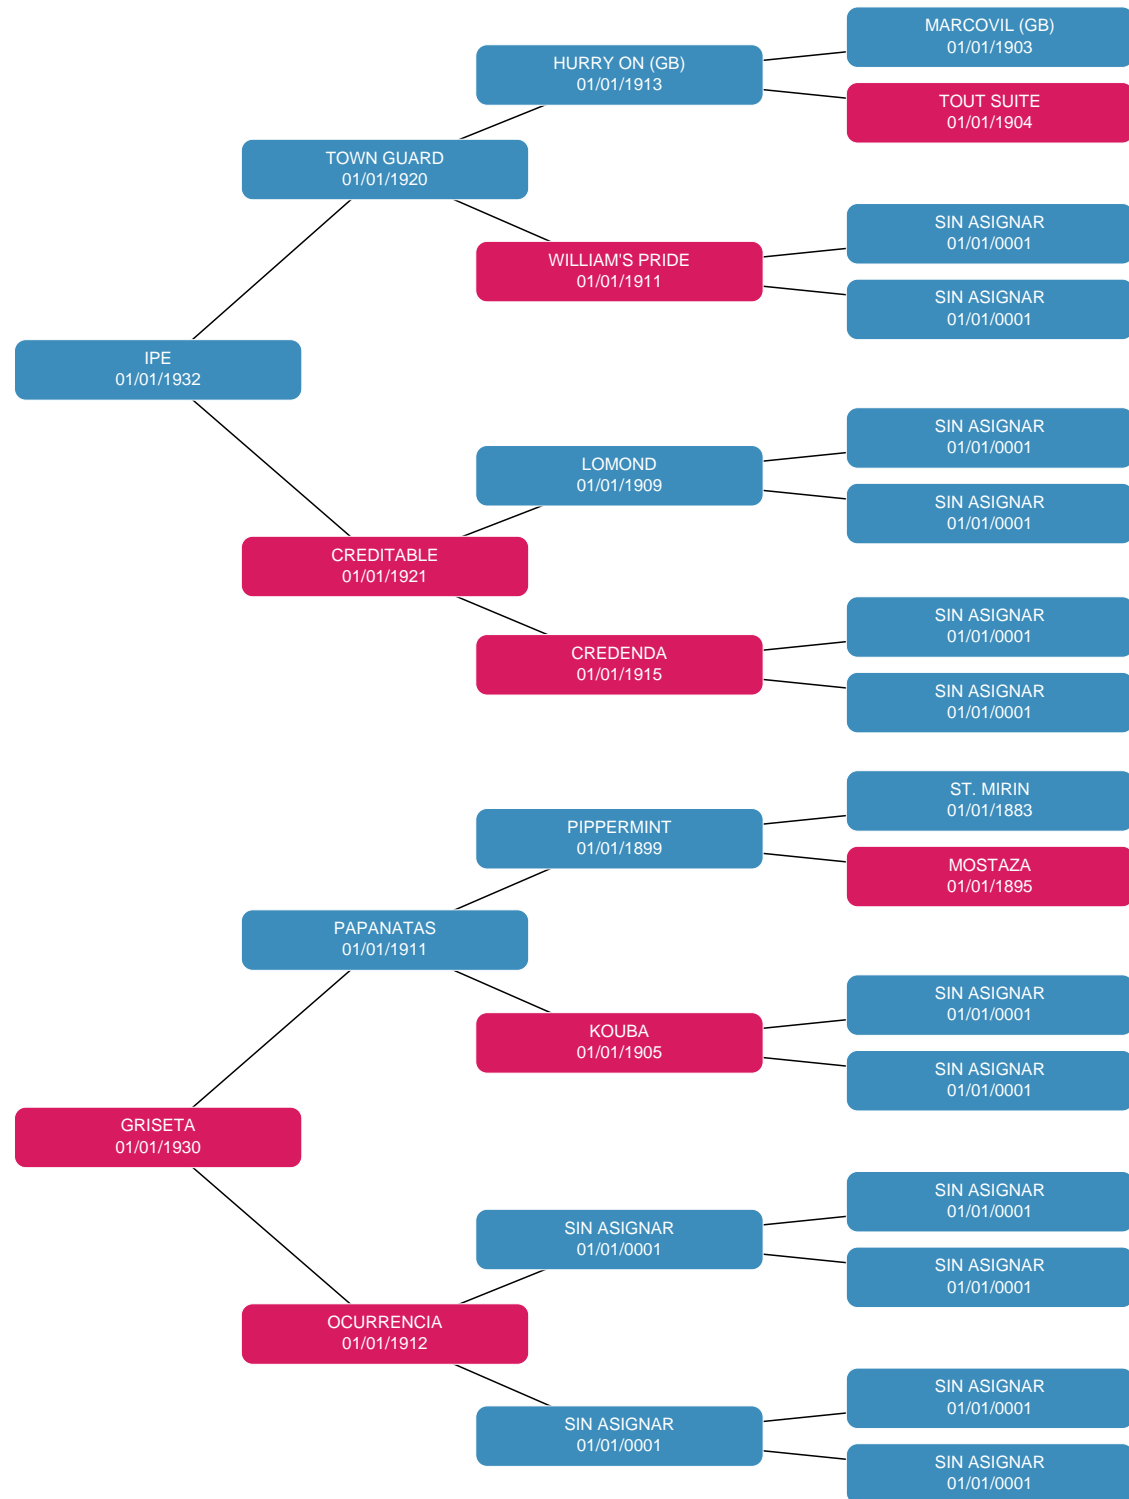 MARCOVIL (GB)
01/01/1903
HURRY ON (GB)
01/01/1913
TOUT SUITE
01/01/1904
TOWN GUARD
01/01/1920
SIN ASIGNAR
01/01/0001
WILLIAM'S PRIDE
01/01/1911
SIN ASIGNAR
01/01/0001
IPE
01/01/1932
SIN ASIGNAR
01/01/0001
LOMOND
01/01/1909
SIN ASIGNAR
01/01/0001
CREDITABLE
01/01/1921
SIN ASIGNAR
01/01/0001
CREDENDA
01/01/1915
SIN ASIGNAR
01/01/0001
ST. MIRIN
01/01/1883
PIPPERMINT
01/01/1899
MOSTAZA
01/01/1895
PAPANATAS
01/01/1911
SIN ASIGNAR
01/01/0001
KOUBA
01/01/1905
SIN ASIGNAR
01/01/0001
GRISETA
01/01/1930
SIN ASIGNAR
01/01/0001
SIN ASIGNAR
01/01/0001
SIN ASIGNAR
01/01/0001
OCURRENCIA
01/01/1912
SIN ASIGNAR
01/01/0001
SIN ASIGNAR
01/01/0001
SIN ASIGNAR
01/01/0001